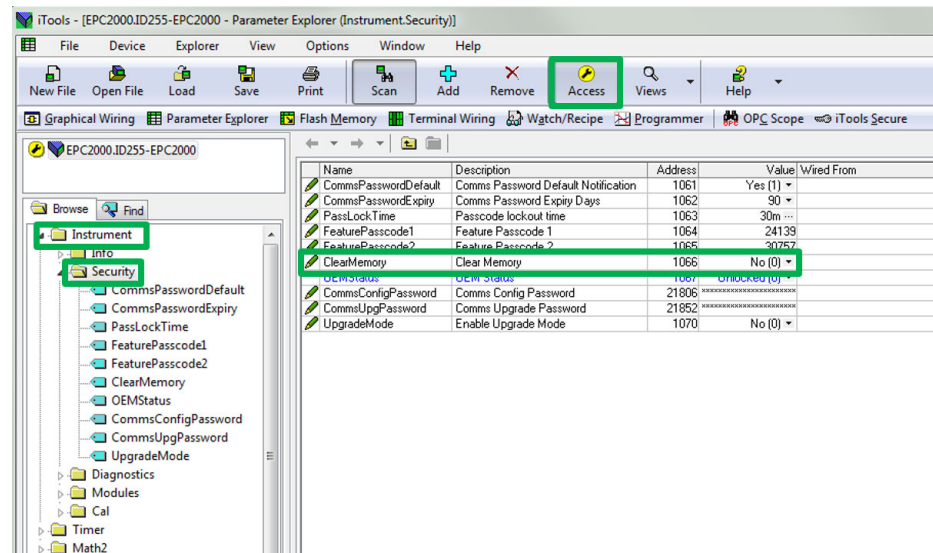 iTools - [EPC2000.ID255-EPC2000 - Parameter Explorer (Instrument.Security)]
File Device Explorer View Options Window Help
New File Open File Load Save Print Scan Add Remove Access Views Help
Graphical Wiring Parameter Explorer Flash Memory Terminal Wiring Watch/Recipe Programmer OPC Scope iTools Secure
EPC2000.ID255-EPC2000
Browse Find
Instrument
Info
Security
CommsPasswordDefault
CommsPasswordExpiry
PassLockTime
FeaturePasscode1
FeaturePasscode2
ClearMemory
OEMStatus
CommsConfigPassword
CommsUpgPassword
UpgradeMode
Diagnostics
Modules
Cal
Timer
Math2
Name Description Address Value Wired From
CommsPasswordDefault Comms Password Default Notification 1061 Yes (1)
CommsPasswordExpiry Comms Password Expiry Days 1062 90
PassLockTime Passcode lockout time 1063 30m ...
FeaturePasscode1 Feature Passcode 1 1064 24139
FeaturePasscode2 Feature Passcode 2 1065 30757
ClearMemory Clear Memory 1066 No (0)
OEMStatus OEM Status 1067 Unlocked (0)
CommsConfigPassword Comms Config Password 21806 ************************
CommsUpgPassword Comms Upgrade Password 21852 ************************
UpgradeMode Enable Upgrade Mode 1070 No (0)